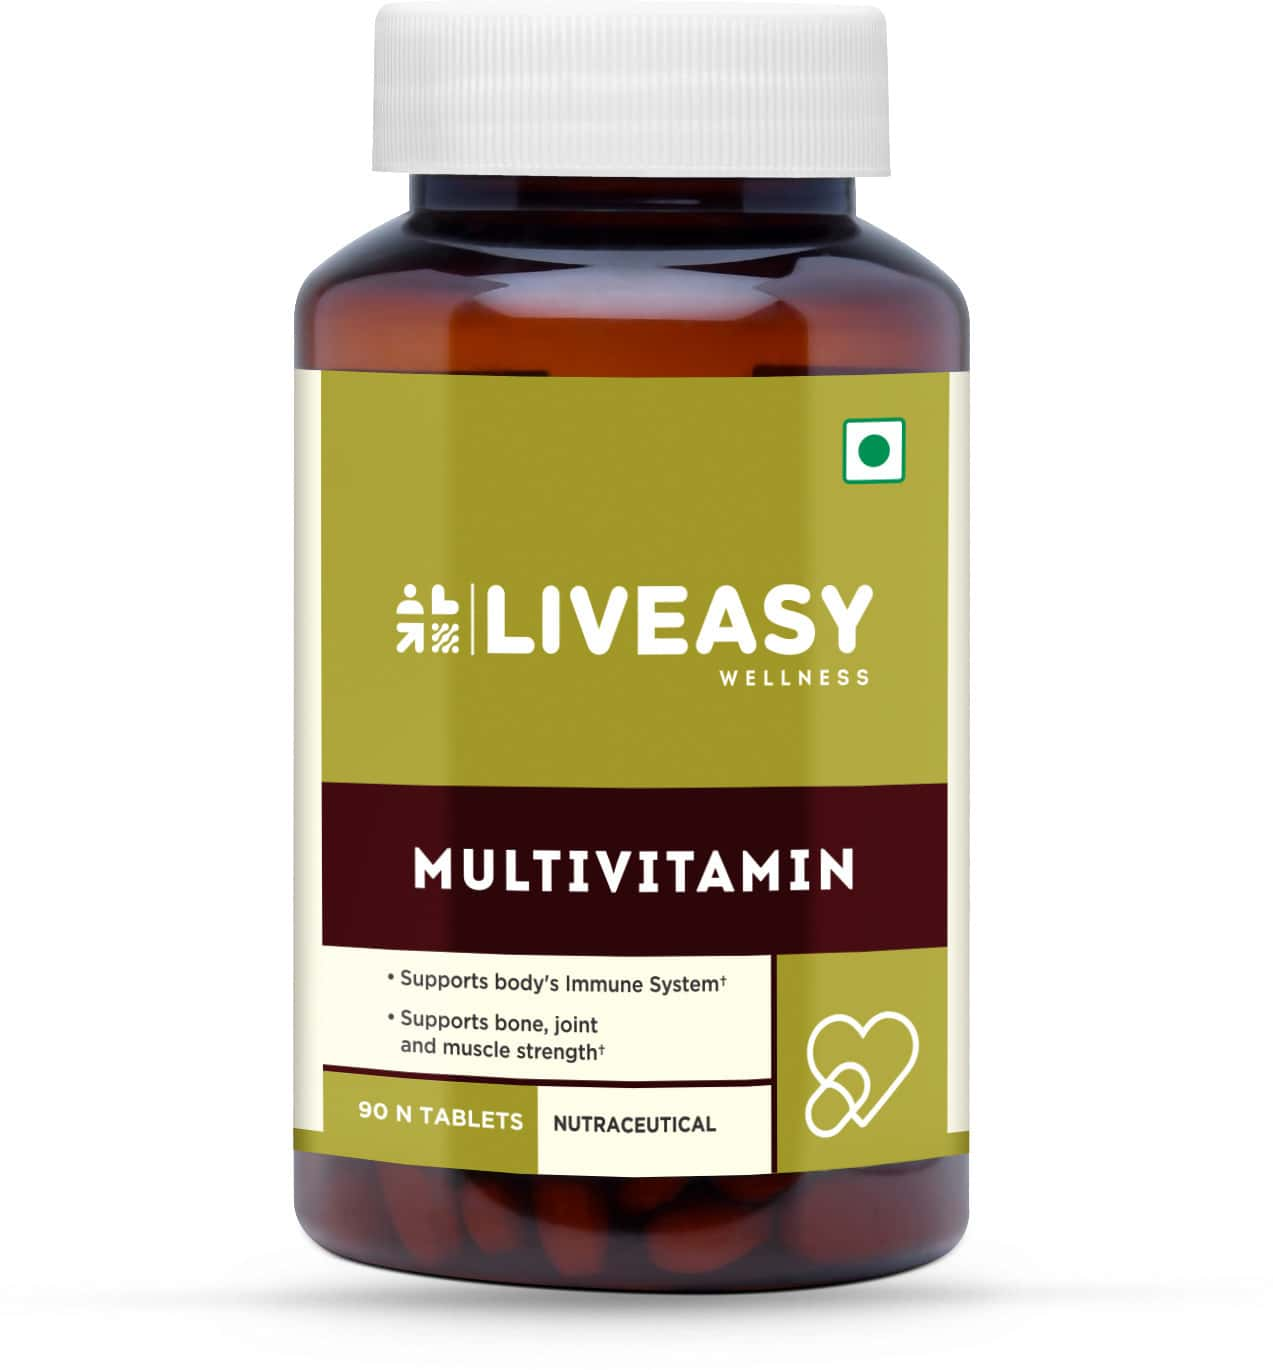 LIVEASY
WELLNESS
MULTIVITAMIN
• Supports body's Immune System†
• Supports bone, joint
and muscle strength†
90 N TABLETS
NUTRACEUTICAL